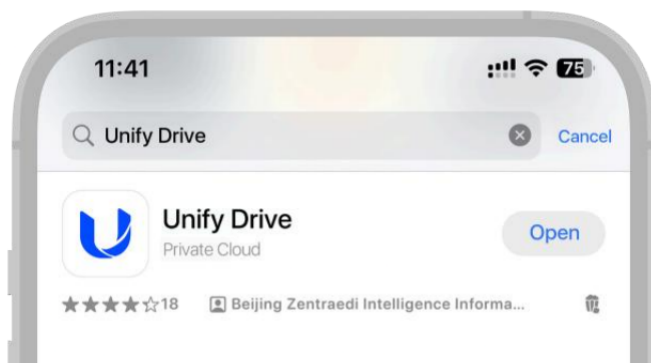 11:41
75
Unify Drive
Cancel
Unify Drive
Private Cloud
Open
18
Beijing Zentraedi Intelligence Informa...